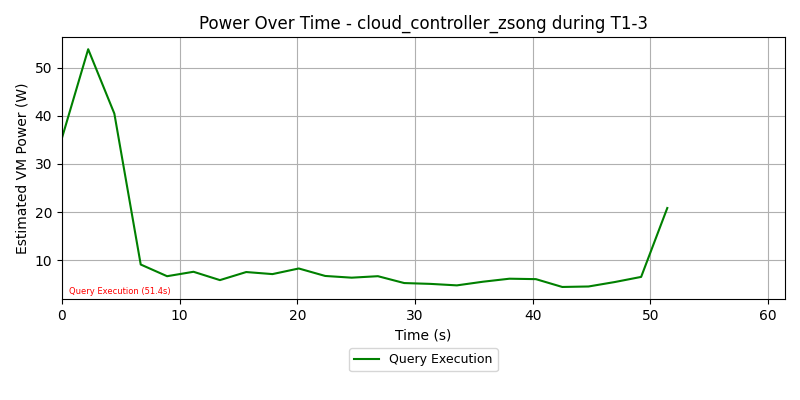 Power Over Time - cloud_controller_zsong during T1-3
Estimated VM Power (W)
50
40
30
20
10
Query Execution (51.4s)
0
10
20
30
40
50
60
Time (s)
Query Execution